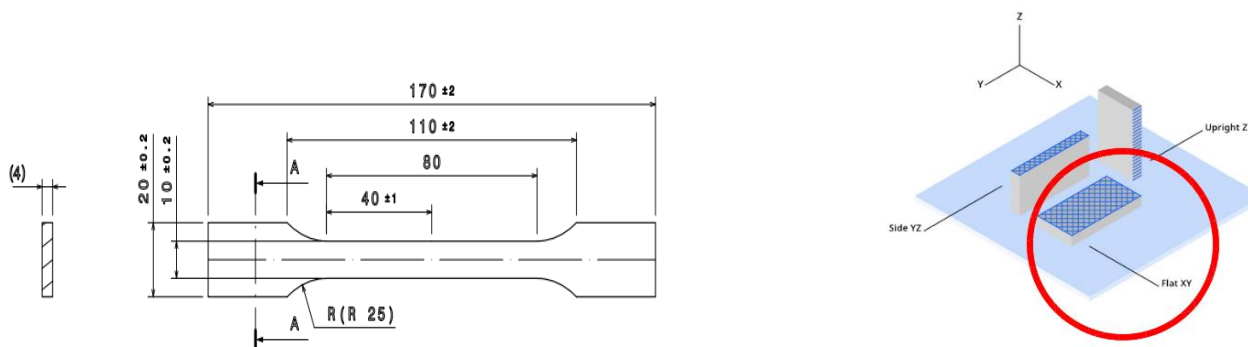 170 ±2
110 ±2
80
40 ±1
(4)
20 ±0.2
10 ±0.2
A
A
R(R 25)
Z
Y
X
Upright Z
Side YZ
Flat XY